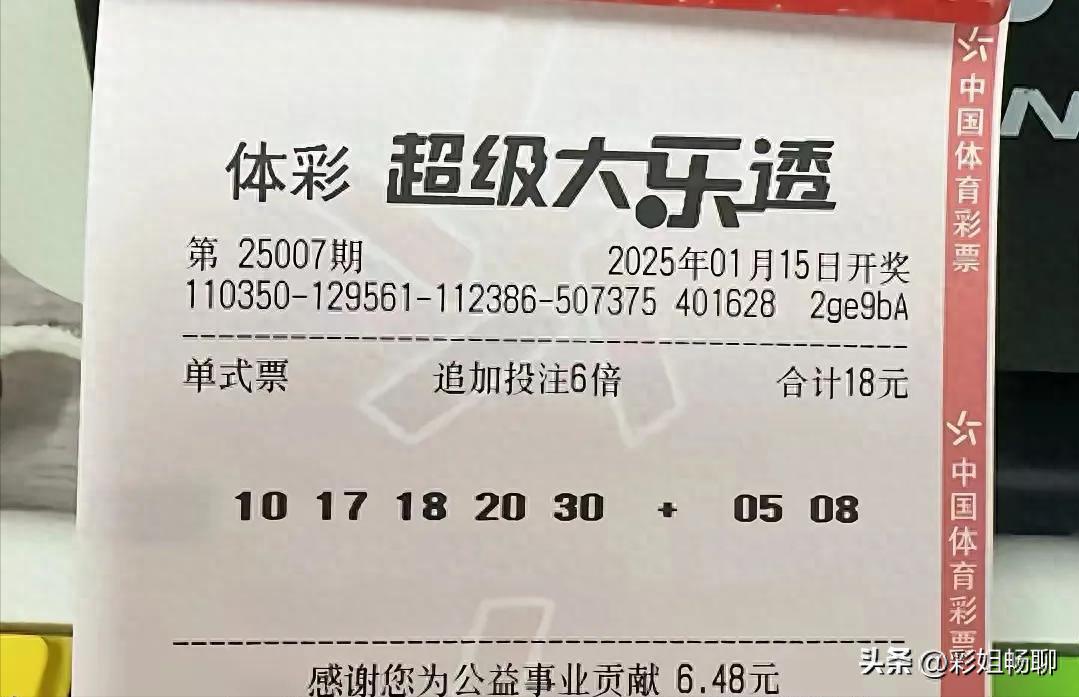 体彩 超级大乐透
第 25007期 2025年01月15日开奖
110350-129561-112386-507375 401628 2ge9bA
单式票 追加投注6倍 合计18元
10 17 18 20 30 + 05 08
感谢您为公益事业贡献 6.48元
中国体育彩票
中国体育彩票
头条 @彩姐畅聊